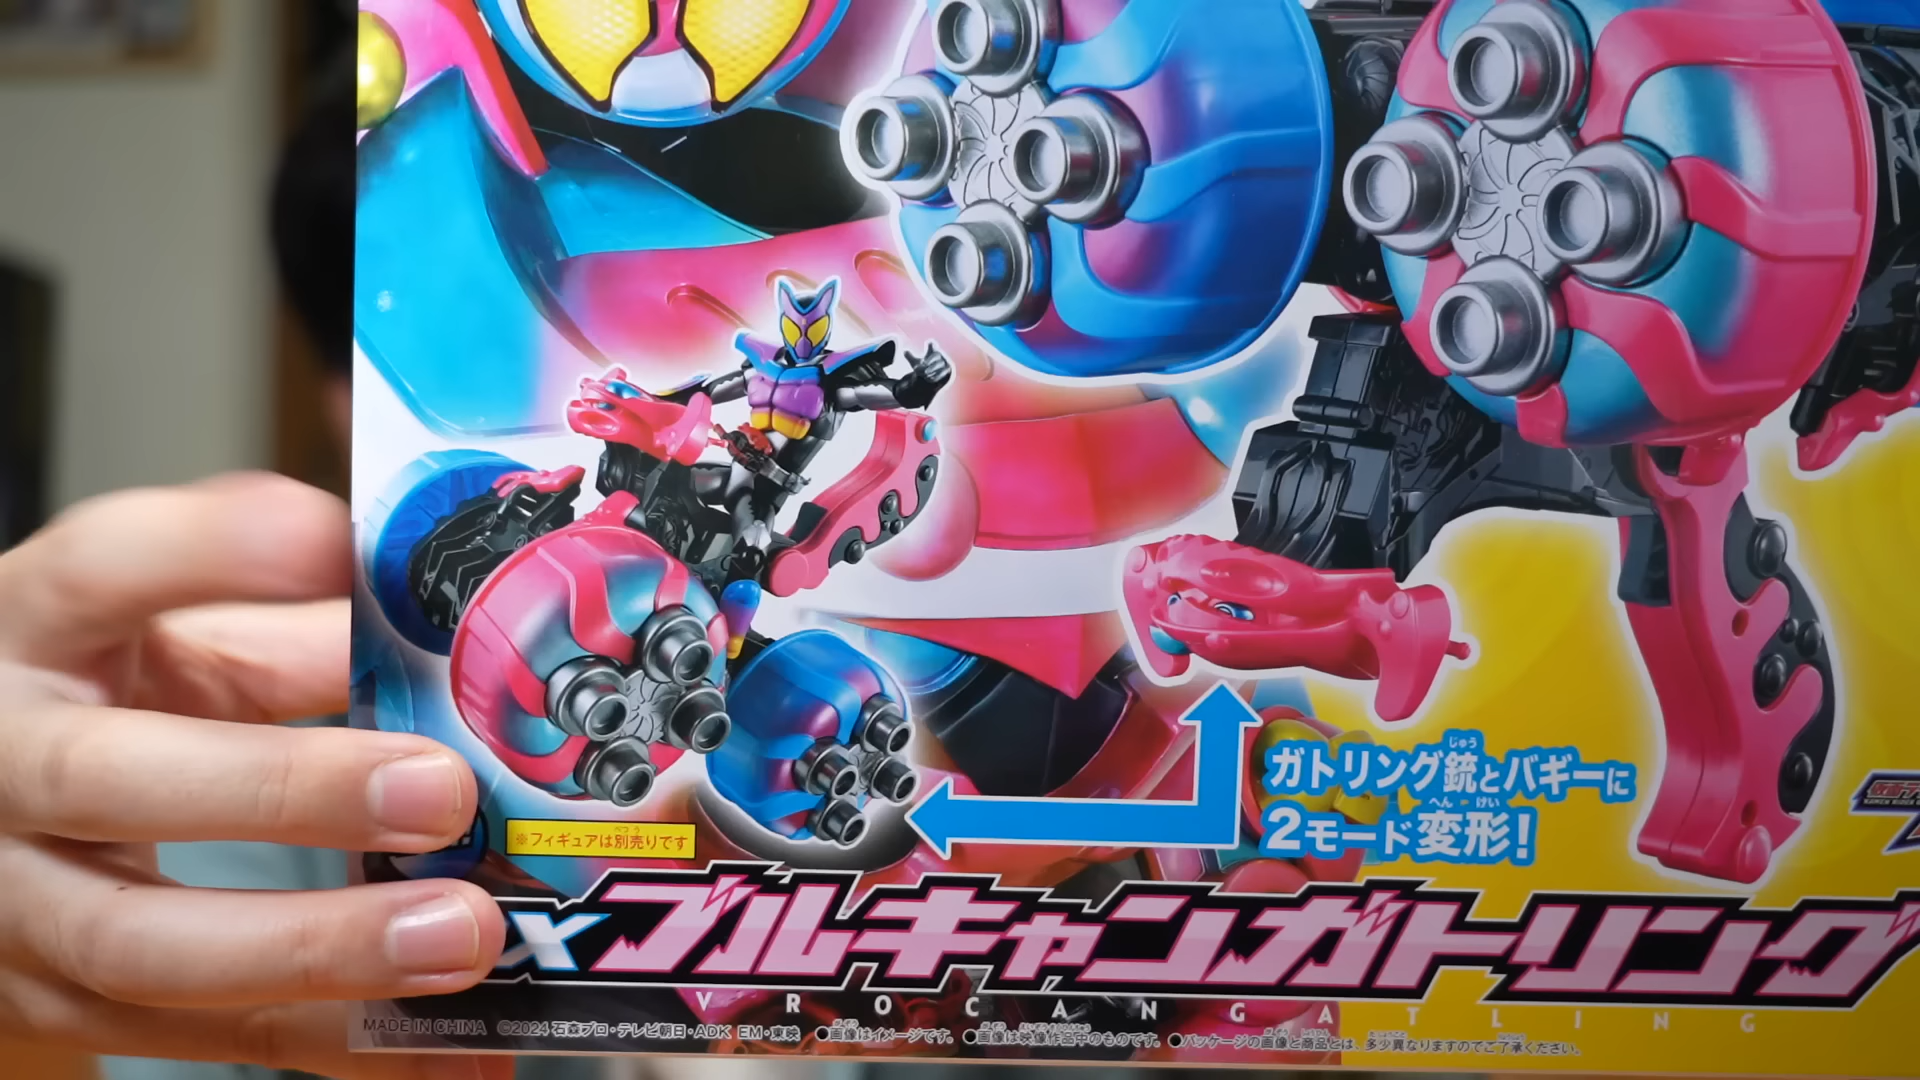 ガトリング銃とバギーに
2モード変形!
※フィギュアは別売りです
DXブルキャンガトリング
VROCANGATLING
MADE IN CHINA ©2024 石森プロ・テレビ朝日・ADK EM・東映 ●画像はイメージです。 ●画像は映像作品中のものです。 ●パッケージの画像と商品とは、多少異なりますのでご了承ください。